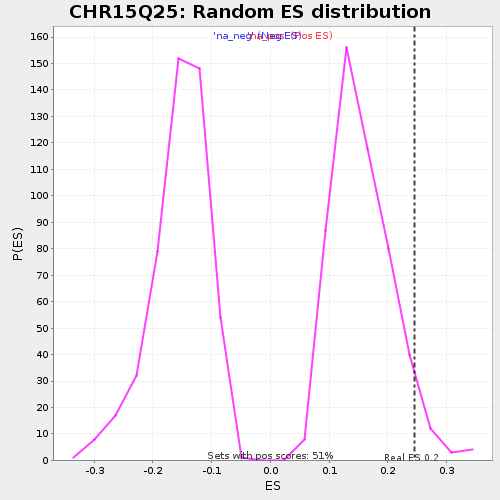 CHR15Q25: Random ES distribution
'na_neg' (Neg ES)
'na_pos' (Pos ES)
P(ES)
160
150
140
130
120
110
100
90
80
70
60
50
40
30
20
10
0
Sets with pos scores: 51%
Real ES 0.2
-0.3 -0.2 -0.1 0.0 0.1 0.2 0.3
ES